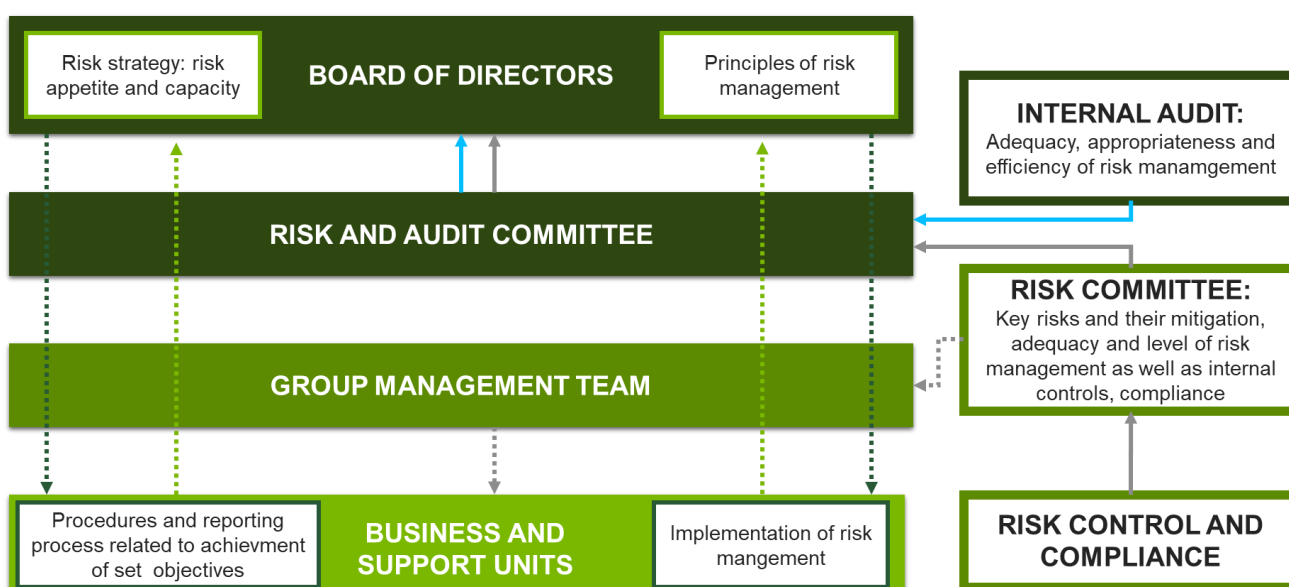 Risk strategy: risk
appetite and capacity
BOARD OF DIRECTORS
Principles of risk
management
INTERNAL AUDIT:
Adequacy, appropriateness and
efficiency of risk manamgement
RISK AND AUDIT COMMITTEE
RISK COMMITTEE:
Key risks and their mitigation,
adequacy and level of risk
management as well as internal
controls, compliance
GROUP MANAGEMENT TEAM
Procedures and reporting
process related to achievment
of set objectives
BUSINESS AND
SUPPORT UNITS
Implementation of risk
mangement
RISK CONTROL AND
COMPLIANCE